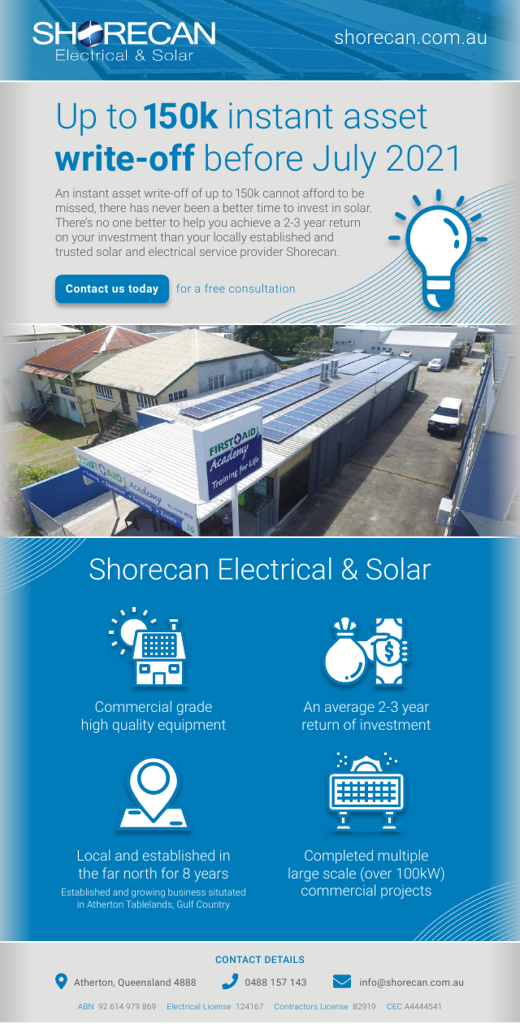 SHORECAN
Electrical & Solar
shorecan.com.au
Up to 150k instant asset
write-off before July 2021
An instant asset write-off of up to 150k cannot afford to be
missed, there has never been a better time to invest in solar.
There's no one better to help you achieve a 2-3 year return
on your investment than your locally established and
trusted solar and electrical service provider Shorecan.
Contact us today for a free consultation
FIRST AID
Academy
Training for Life
FIRST AID Academy
36
Shorecan Electrical & Solar
Commercial grade
high quality equipment
$
An average 2-3 year
return of investment
Local and established in
the far north for 8 years
Established and growing business situtated
in Atherton Tablelands, Gulf Country
Completed multiple
large scale (over 100kW)
commercial projects
CONTACT DETAILS
Atherton, Queensland 4888 0488 157 143 info@shorecan.com.au
ABN 92 614 979 869 Electrical License 124167 Contractors License 82919 CEC A4444541